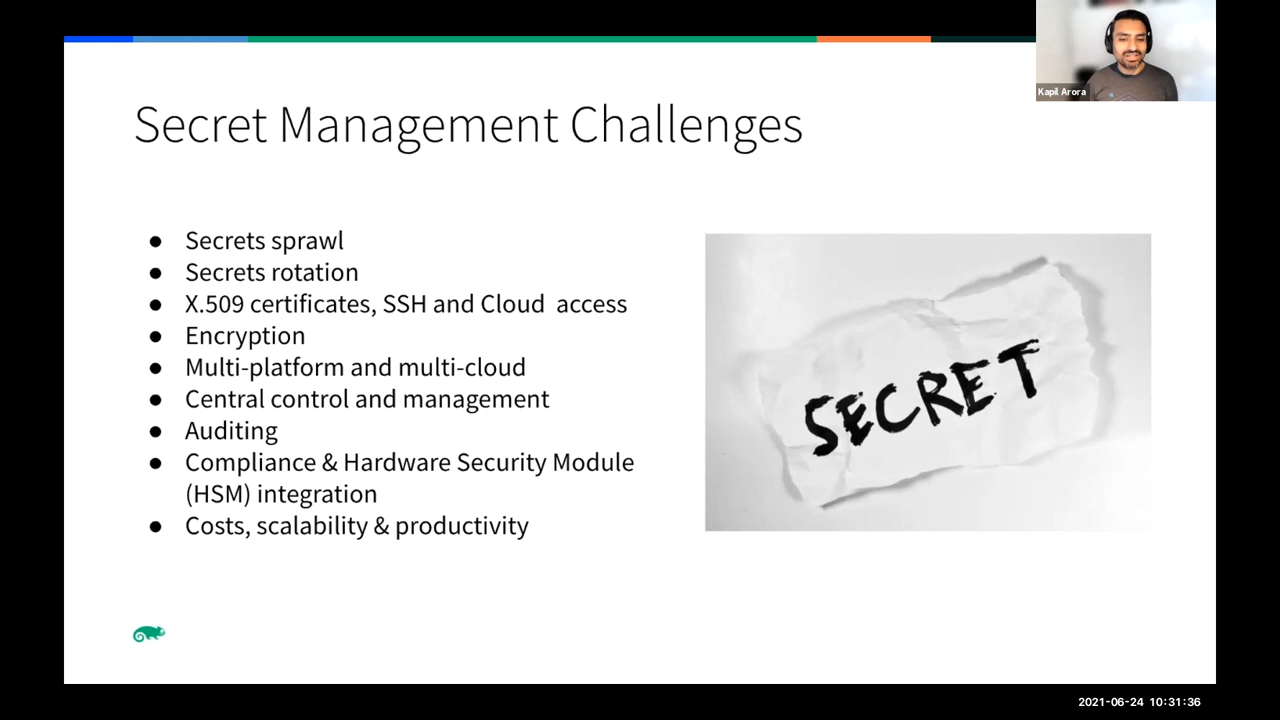 Kapil Arora
Secret Management Challenges
● Secrets sprawl
● Secrets rotation
● X.509 certificates, SSH and Cloud  access
● Encryption
● Multi-platform and multi-cloud
● Central control and management
● Auditing
● Compliance & Hardware Security Module
(HSM) integration
● Costs, scalability & productivity
SECRET
2021-06-24 10:31:36